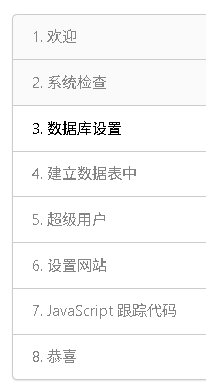 1. 欢迎
2. 系统检查
3. 数据库设置
4. 建立数据表中
5. 超级用户
6. 设置网站
7. JavaScript 跟踪代码
8. 恭喜